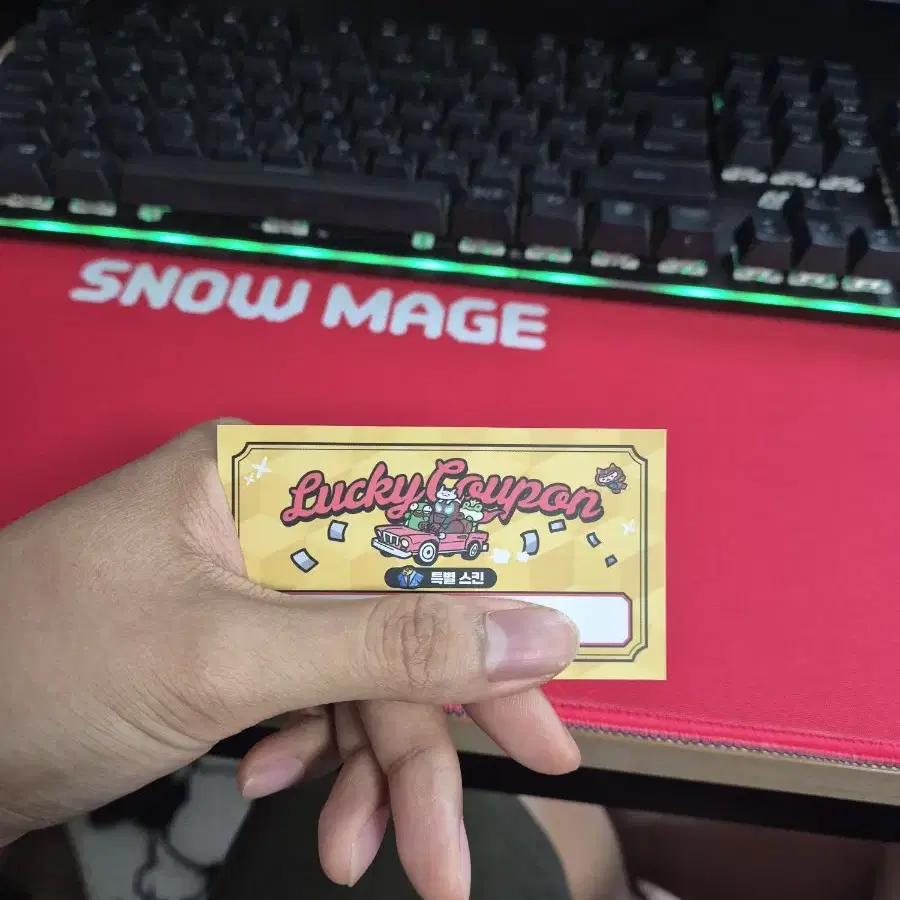 SNOW MAGE
Lucky Coupon
특별 스킨